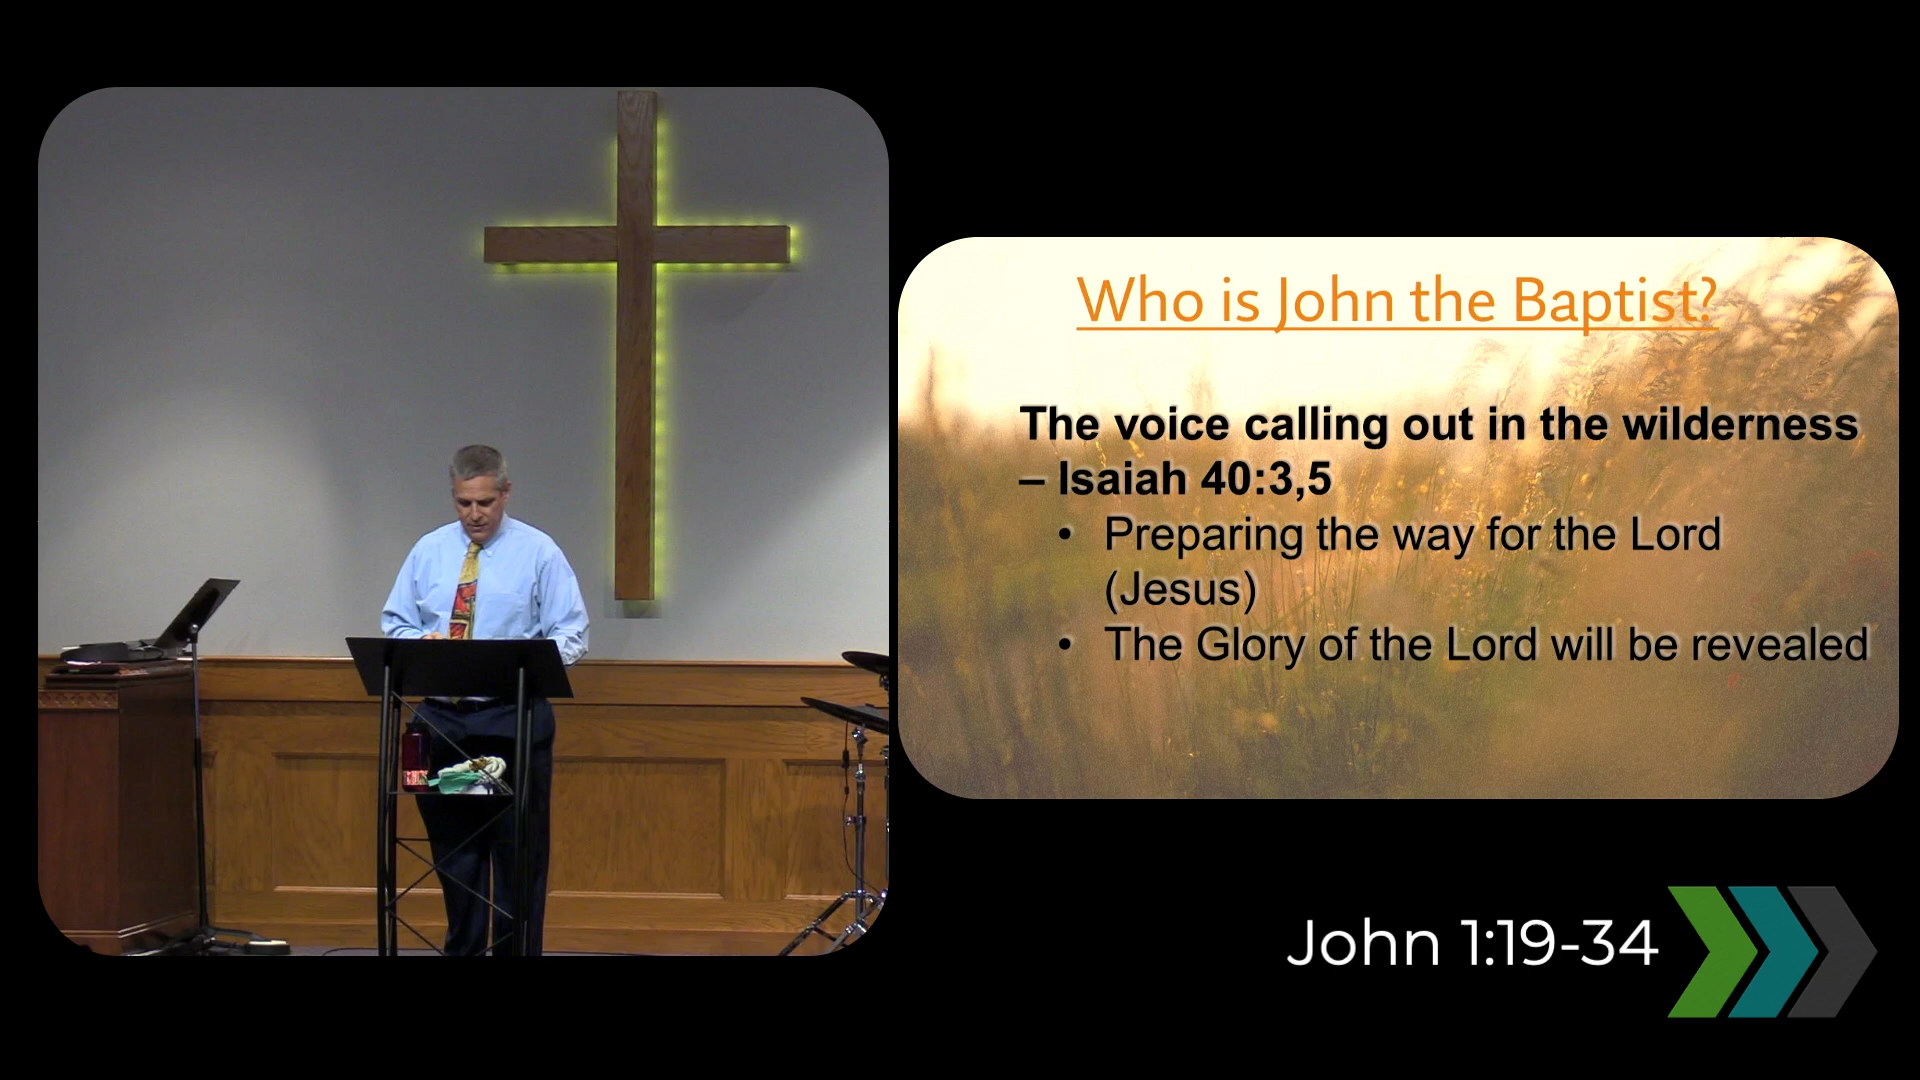 Who is John the Baptist?
The voice calling out in the wilderness
– Isaiah 40:3,5
• Preparing the way for the Lord
(Jesus)
• The Glory of the Lord will be revealed
John 1:19-34